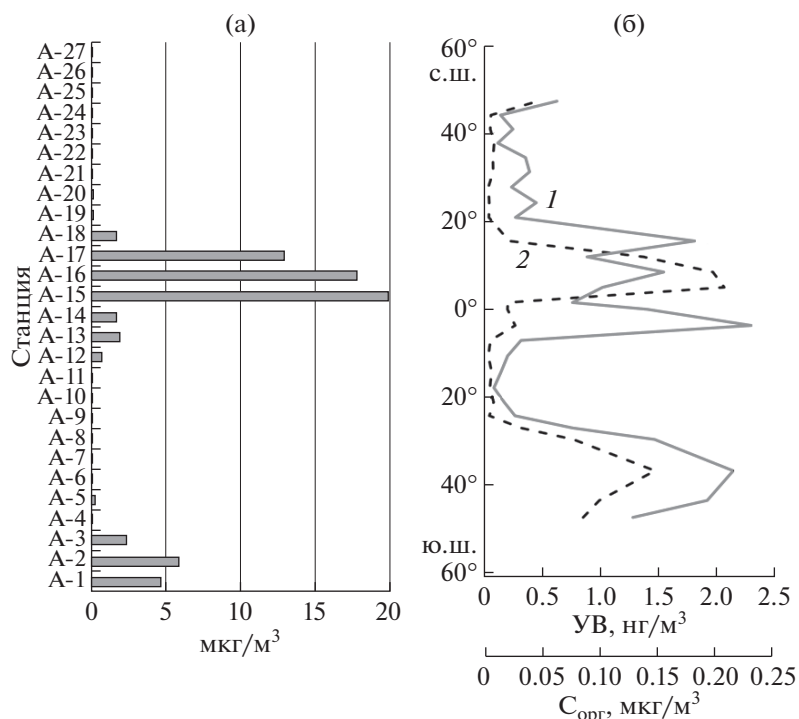 (а)
Станция
А-27
А-26
А-25
А-24
А-23
А-22
А-21
А-20
А-19
А-18
А-17
А-16
А-15
А-14
А-13
А-12
А-11
А-10
А-9
А-8
А-7
А-6
А-5
А-4
А-3
А-2
А-1
0 5 10 15 20
мкг/м³
(б)
60°
с.ш.
40°
1
20°
2
0°
20°
40°
ю.ш.
60°
0 0.5 1.0 1.5 2.0 2.5
УВ, нг/м³
0 0.05 0.10 0.15 0.20 0.25
Cорг, мкг/м³